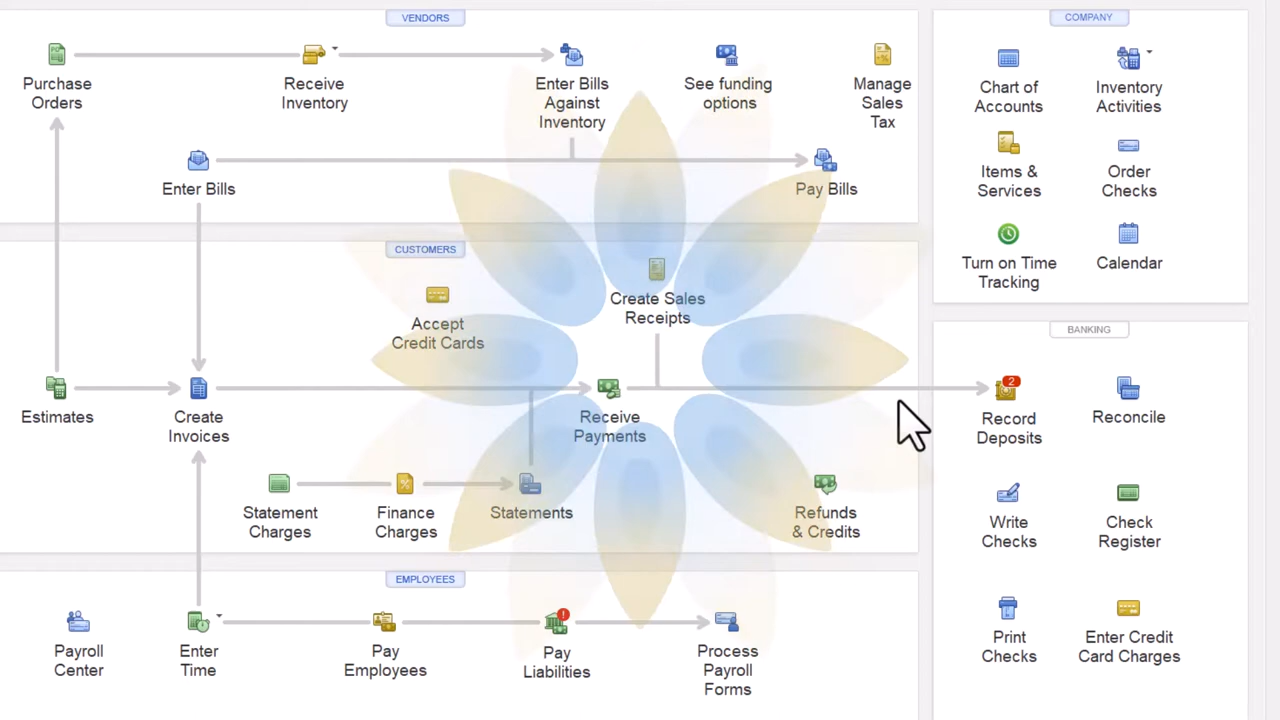 VENDORS
Purchase
Orders
Receive
Inventory
Enter Bills
Against
Inventory
See funding
options
Manage
Sales
Tax
Enter Bills
Pay Bills
CUSTOMERS
Accept
Credit Cards
Create Sales
Receipts
Estimates
Create
Invoices
Receive
Payments
Statement
Charges
Finance
Charges
Statements
Refunds
& Credits
EMPLOYEES
Payroll
Center
Enter
Time
Pay
Employees
!
Pay
Liabilities
Process
Payroll
Forms
COMPANY
Chart of
Accounts
Inventory
Activities
Items &
Services
Order
Checks
Turn on Time
Tracking
Calendar
BANKING
2
Record
Deposits
Reconcile
Write
Checks
Check
Register
Print
Checks
Enter Credit
Card Charges